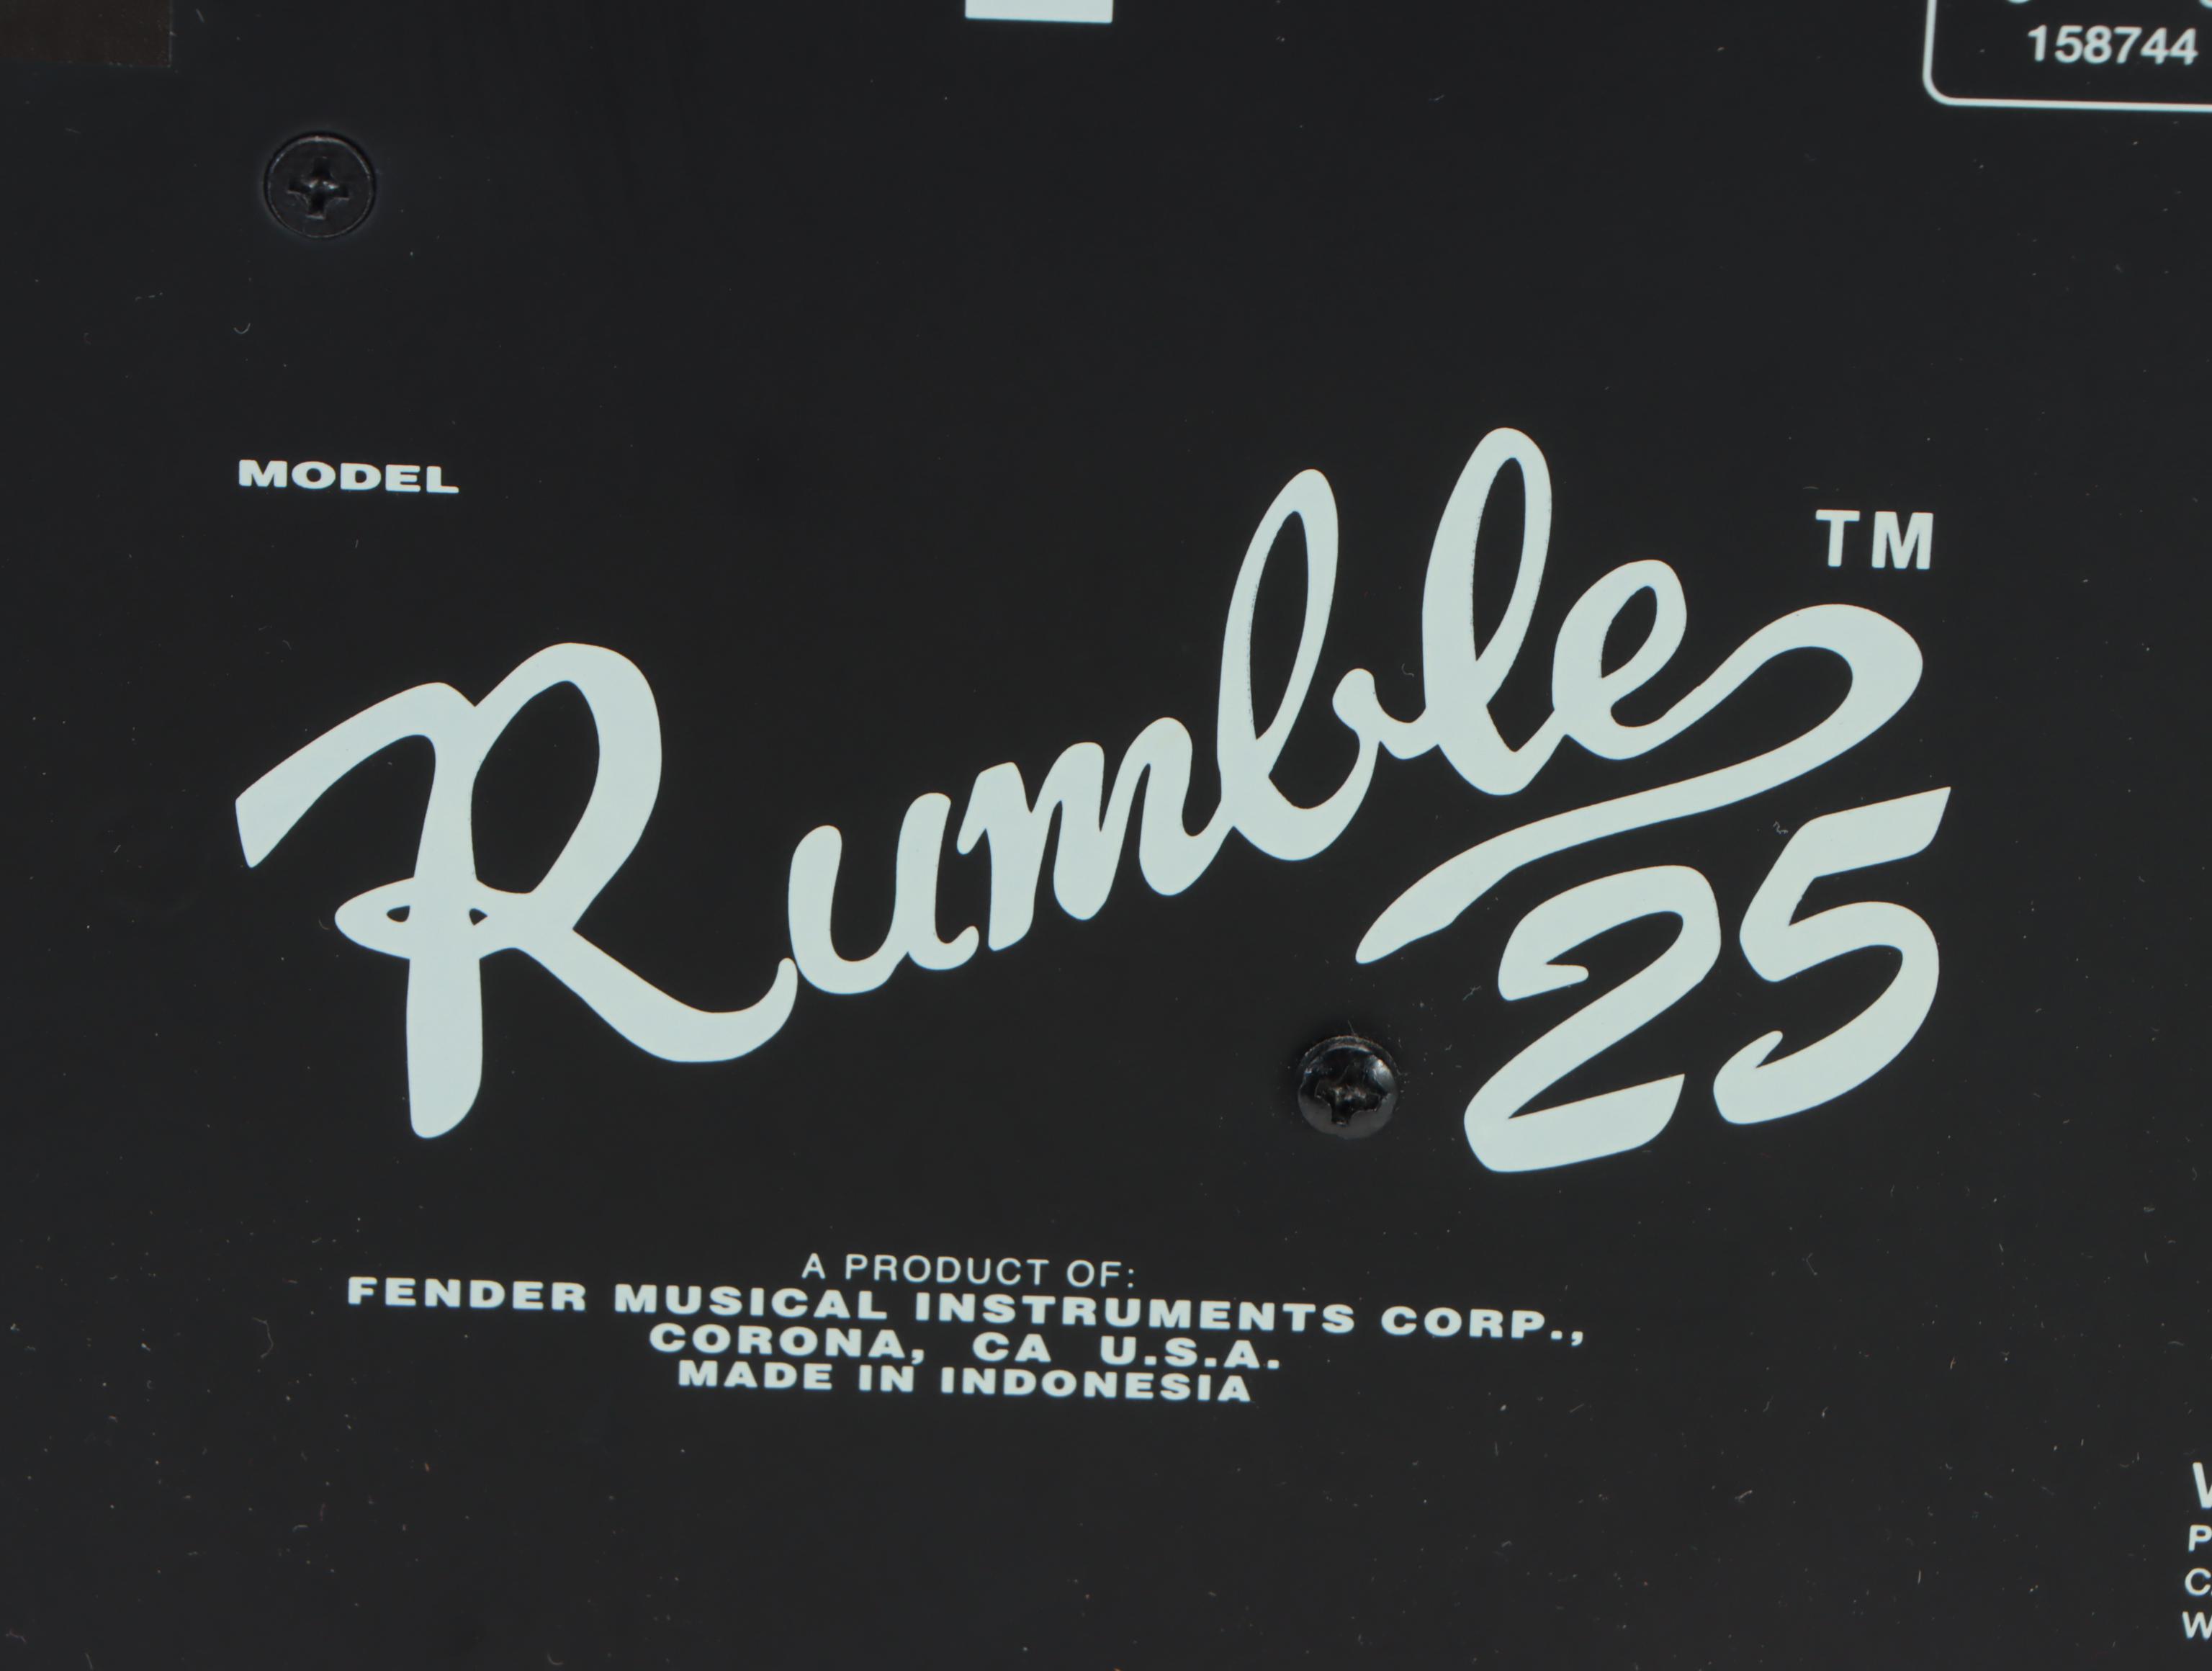 158744
MODEL
Rumble™
25
A PRODUCT OF:
FENDER MUSICAL INSTRUMENTS CORP.,
CORONA, CA U.S.A.
MADE IN INDONESIA